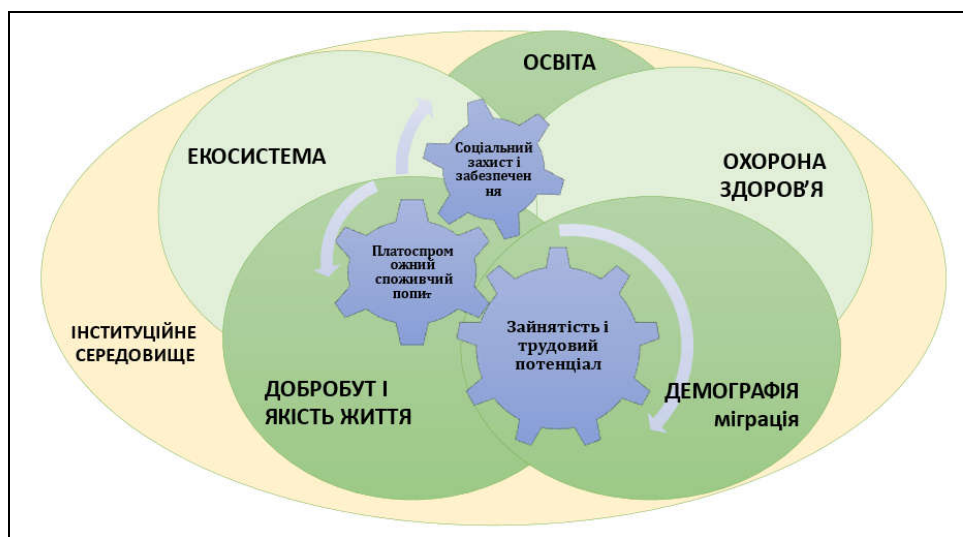 ОСВІТА
ЕКОСИСТЕМА
Соціальний
захист і
забезпечен
ня
ОХОРОНА
ЗДОРОВ’Я
Платоспром
ожний
споживчий
попит
ІНСТИТУЦІЙНЕ
СЕРЕДОВИЩЕ
Зайнятість і
трудовий
потенціал
ДОБРОБУТ І
ЯКІСТЬ ЖИТТЯ
ДЕМОГРАФІЯ
міграція